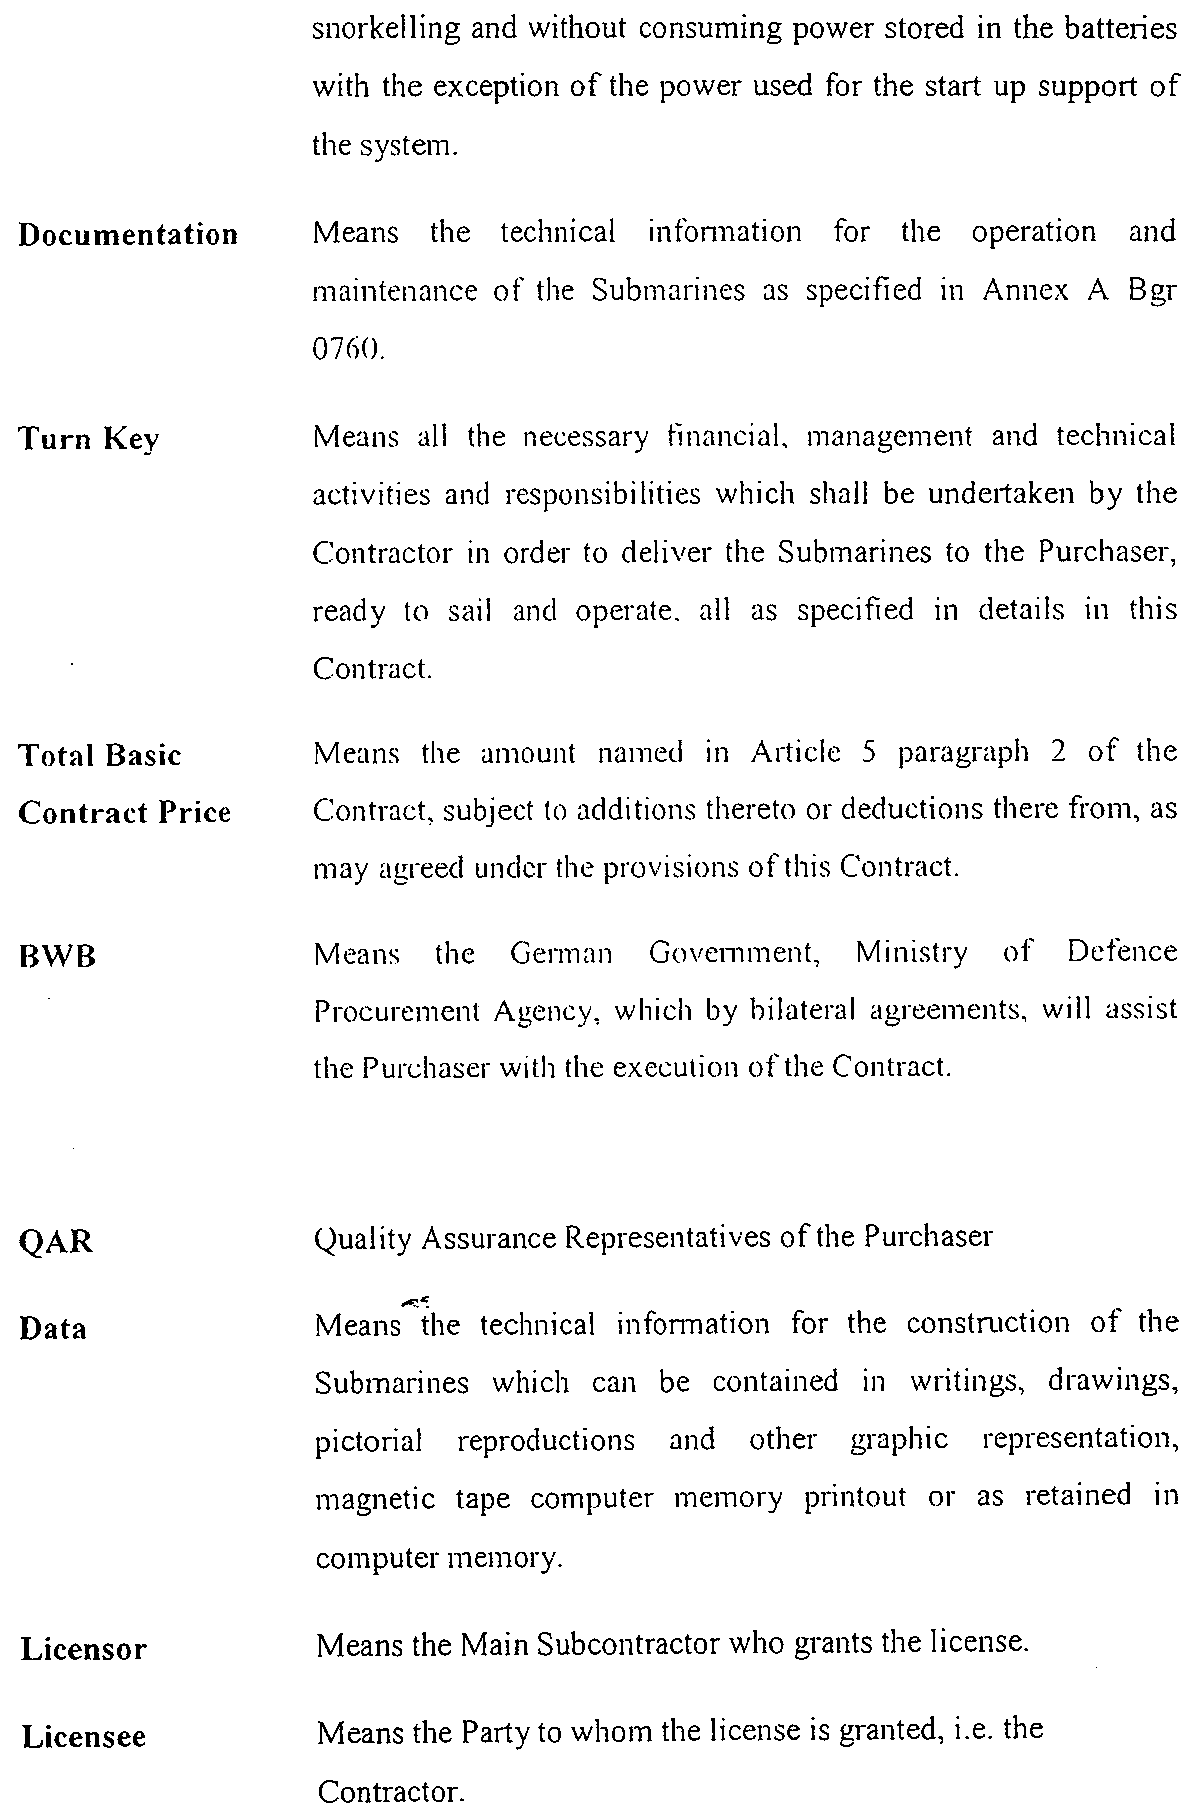 snorkelling and without consuming power stored in the batteries
with the exception of the power used for the start up support of
the system.
Documentation Means the technical information for the operation and
maintenance of the Submarines as specified in Annex A Bgr
0760.
Turn Key Means all the necessary financial, management and technical
activities and responsibilities which shall be undertaken by the
Contractor in order to deliver the Submarines to the Purchaser,
ready to sail and operate. all as specified in details in this
Contract.
Total Basic Means the amount named in Article 5 paragraph 2 of the
Contract Price Contract, subject to additions thereto or deductions there from, as
may agreed under the provisions of this Contract.
BWB Means the German Government, Ministry of Defence
Procurement Agency, which by bilateral agreements, will assist
the Purchaser with the execution of the Contract.
QAR Quality Assurance Representatives of the Purchaser
Data Means the technical information for the construction of the
Submarines which can be contained in writings, drawings,
pictorial reproductions and other graphic representation,
magnetic tape computer memory printout or as retained in
computer memory.
Licensor Means the Main Subcontractor who grants the license.
Licensee Means the Party to whom the license is granted, i.e. the
Contractor.